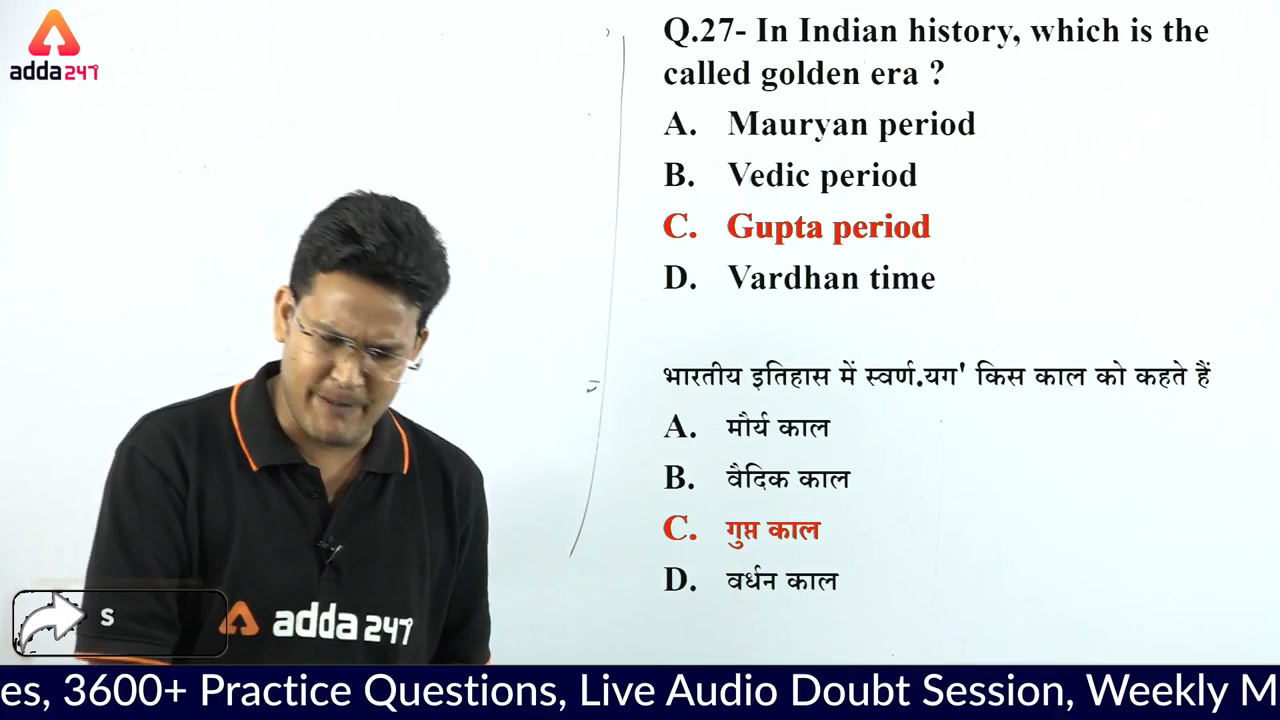 adda247
Q.27- In Indian history, which is the
called golden era ?
A. Mauryan period
B. Vedic period
C. Gupta period
D. Vardhan time
भारतीय इतिहास में स्वर्ण.यग' किस काल को कहते हैं
A. मौर्य काल
B. वैदिक काल
C. गुप्त काल
D. वर्धन काल
S
adda247
es, 3600+ Practice Questions, Live Audio Doubt Session, Weekly M